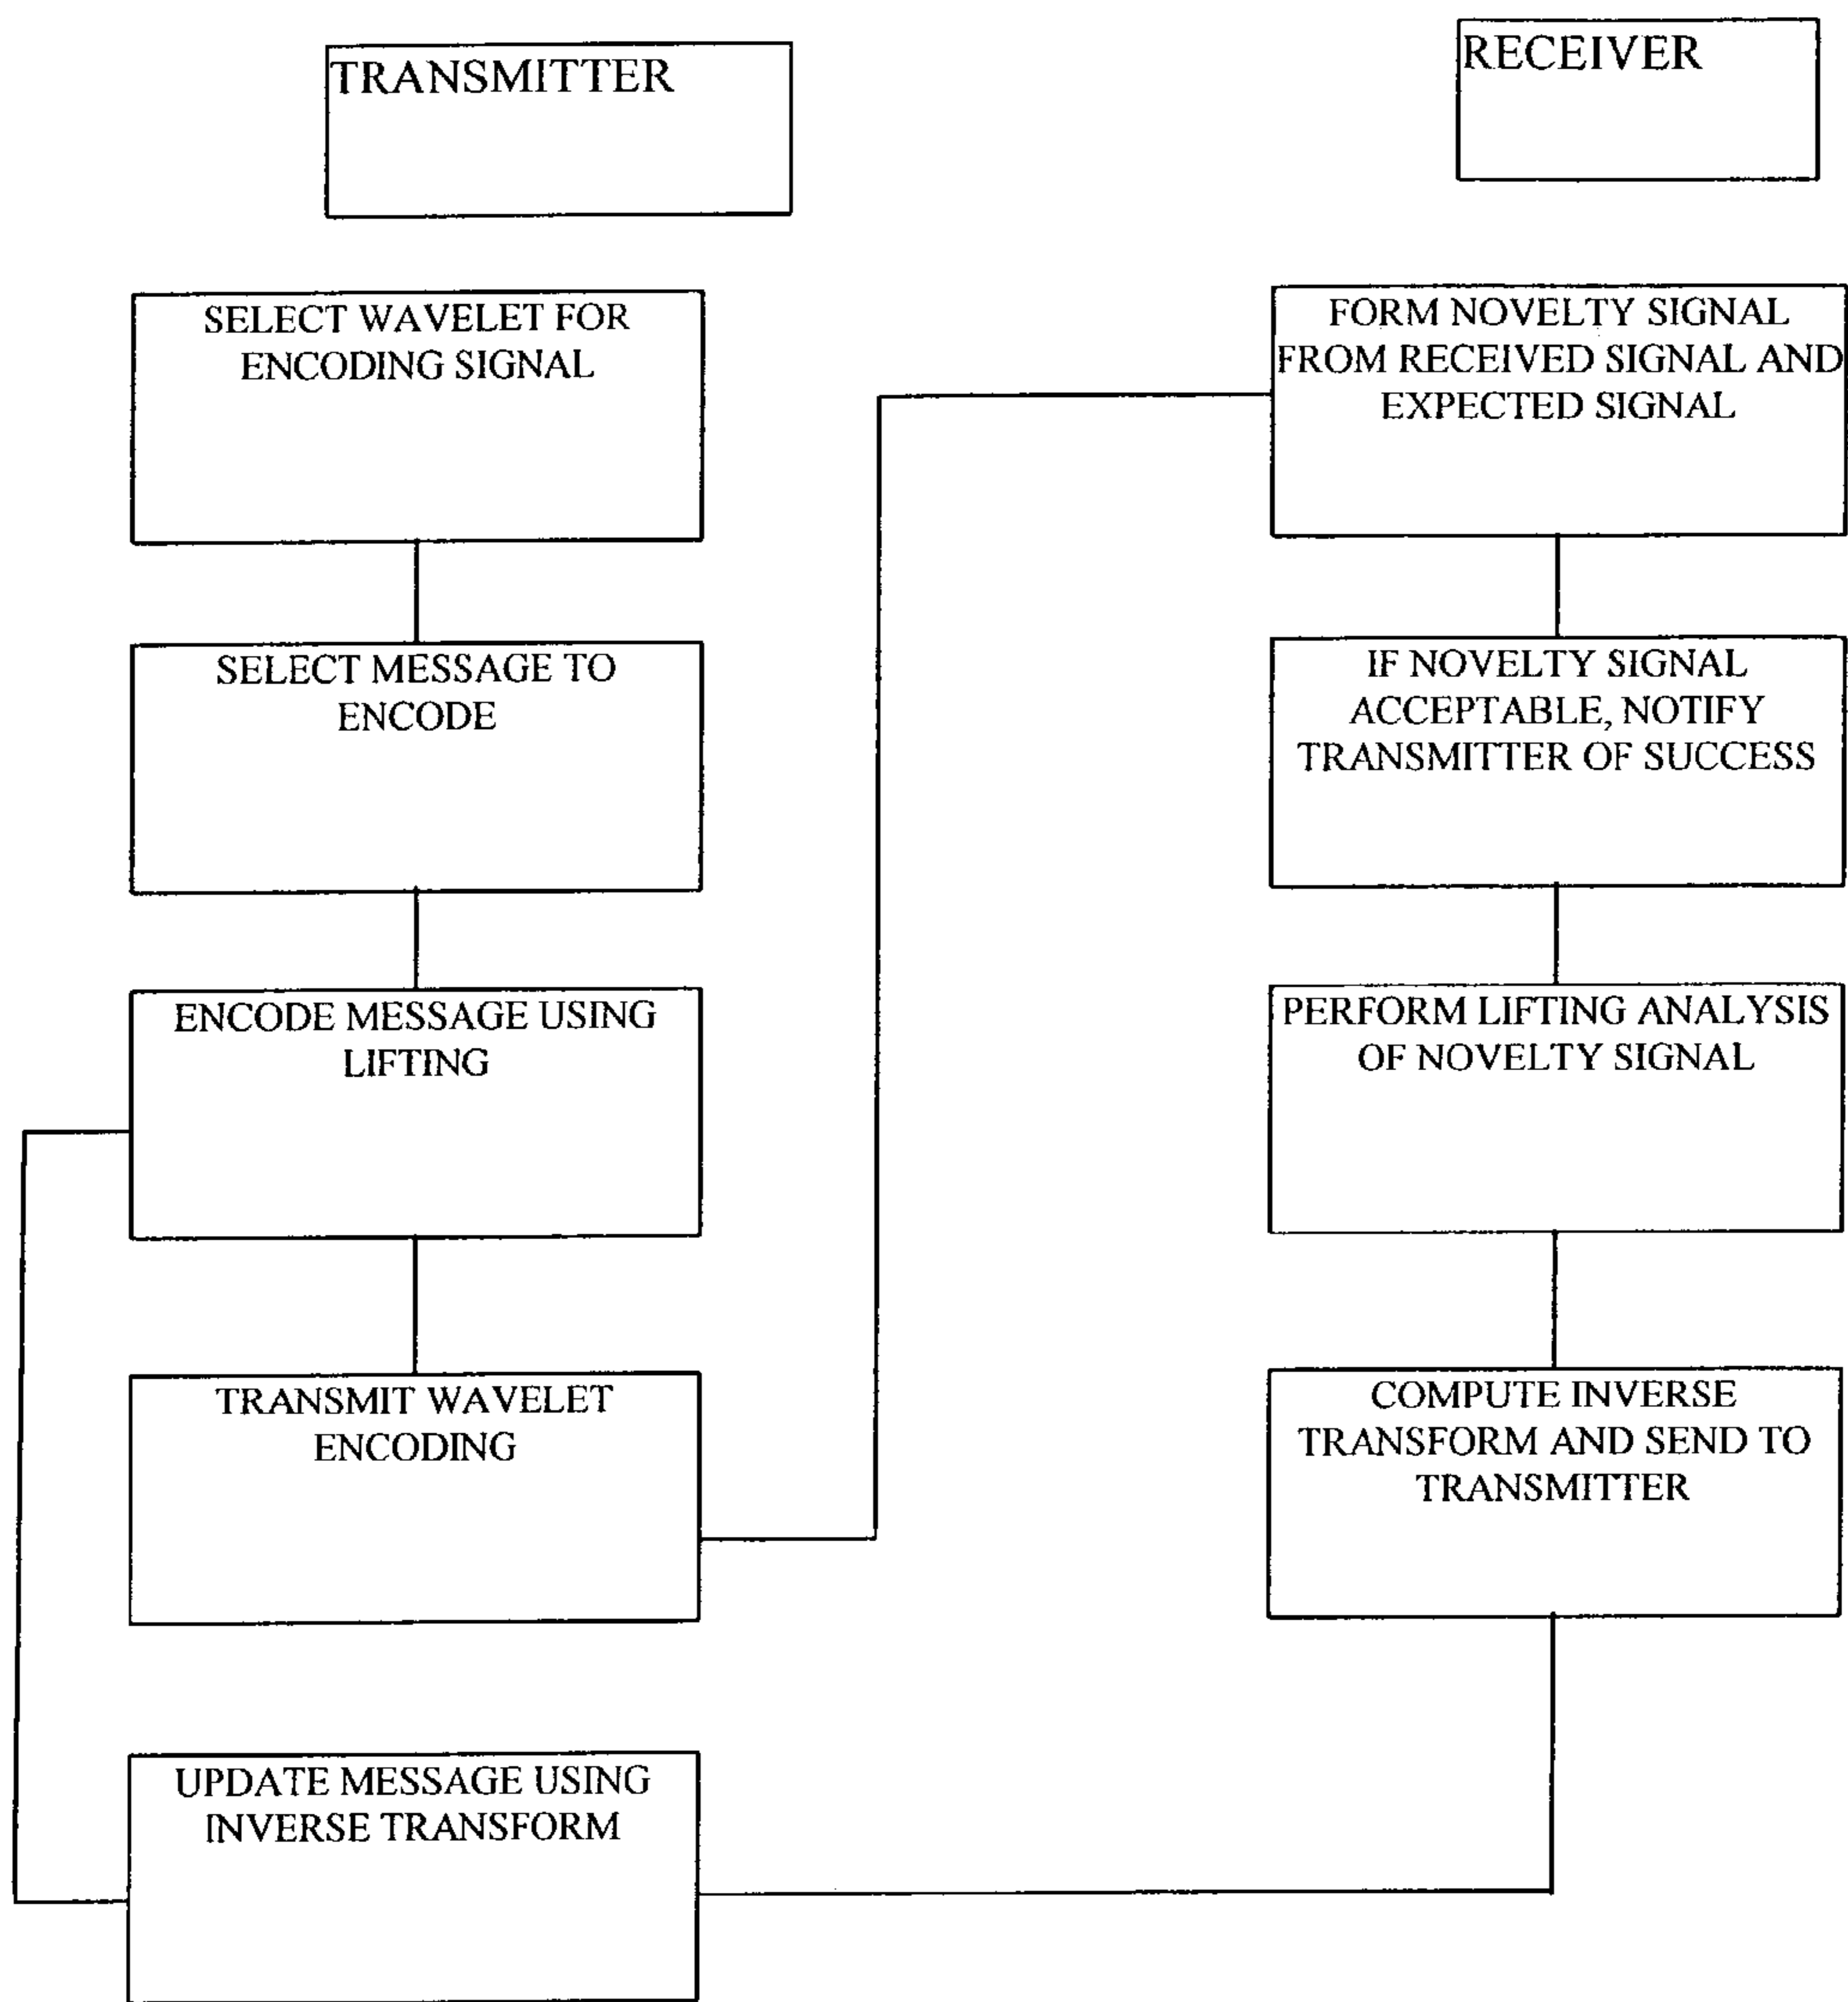 TRANSMITTER
RECEIVER
SELECT WAVELET FOR
ENCODING SIGNAL
SELECT MESSAGE TO
ENCODE
ENCODE MESSAGE USING
LIFTING
TRANSMIT WAVELET
ENCODING
UPDATE MESSAGE USING
INVERSE TRANSFORM
FORM NOVELTY SIGNAL
FROM RECEIVED SIGNAL AND
EXPECTED SIGNAL
IF NOVELTY SIGNAL
ACCEPTABLE, NOTIFY
TRANSMITTER OF SUCCESS
PERFORM LIFTING ANALYSIS
OF NOVELTY SIGNAL
COMPUTE INVERSE
TRANSFORM AND SEND TO
TRANSMITTER